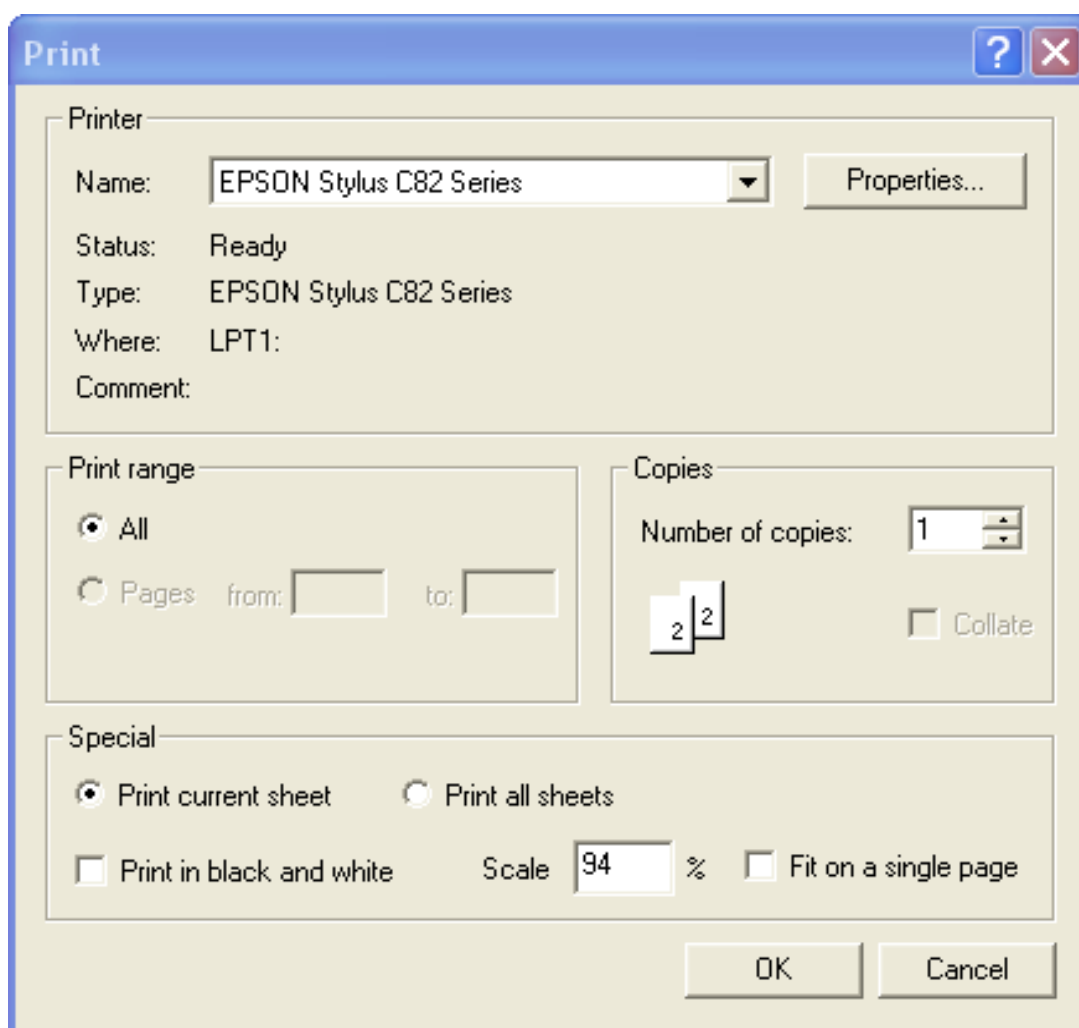 Print
Printer
Name: EPSON Stylus C82 Series Properties...
Status: Ready
Type: EPSON Stylus C82 Series
Where: LPT1:
Comment:
Print range
All
Pages from: to:
Copies
Number of copies: 1
2 2
Collate
Special
Print current sheet Print all sheets
Print in black and white Scale 94 % Fit on a single page
OK Cancel